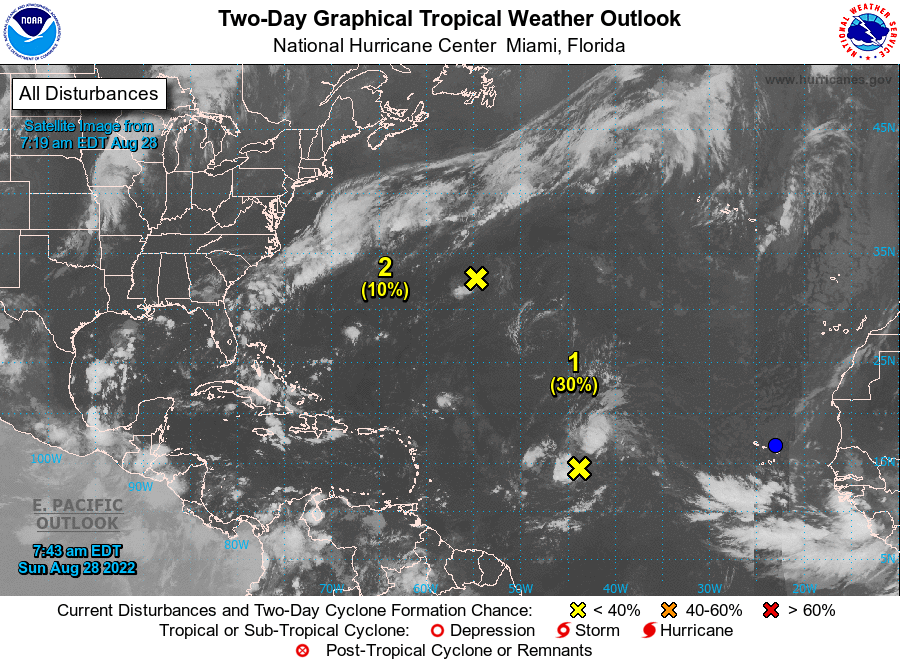 Two-Day Graphical Tropical Weather Outlook
National Hurricane Center Miami, Florida
NOAA
NATIONAL WEATHER SERVICE
www.hurricanes.gov
All Disturbances
Satellite Image from
7:19 am EDT Aug 28
45N
35N
2
(10%)
25N
1
(30%)
100W
15N
90W
E. PACIFIC
OUTLOOK
80W
7:43 am EDT
Sun Aug 28 2022
5N
70W 60W 50W 40W 30W 20W
Current Disturbances and Two-Day Cyclone Formation Chance: < 40% 40-60% > 60%
Tropical or Sub-Tropical Cyclone: Depression Storm Hurricane
Post-Tropical Cyclone or Remnants